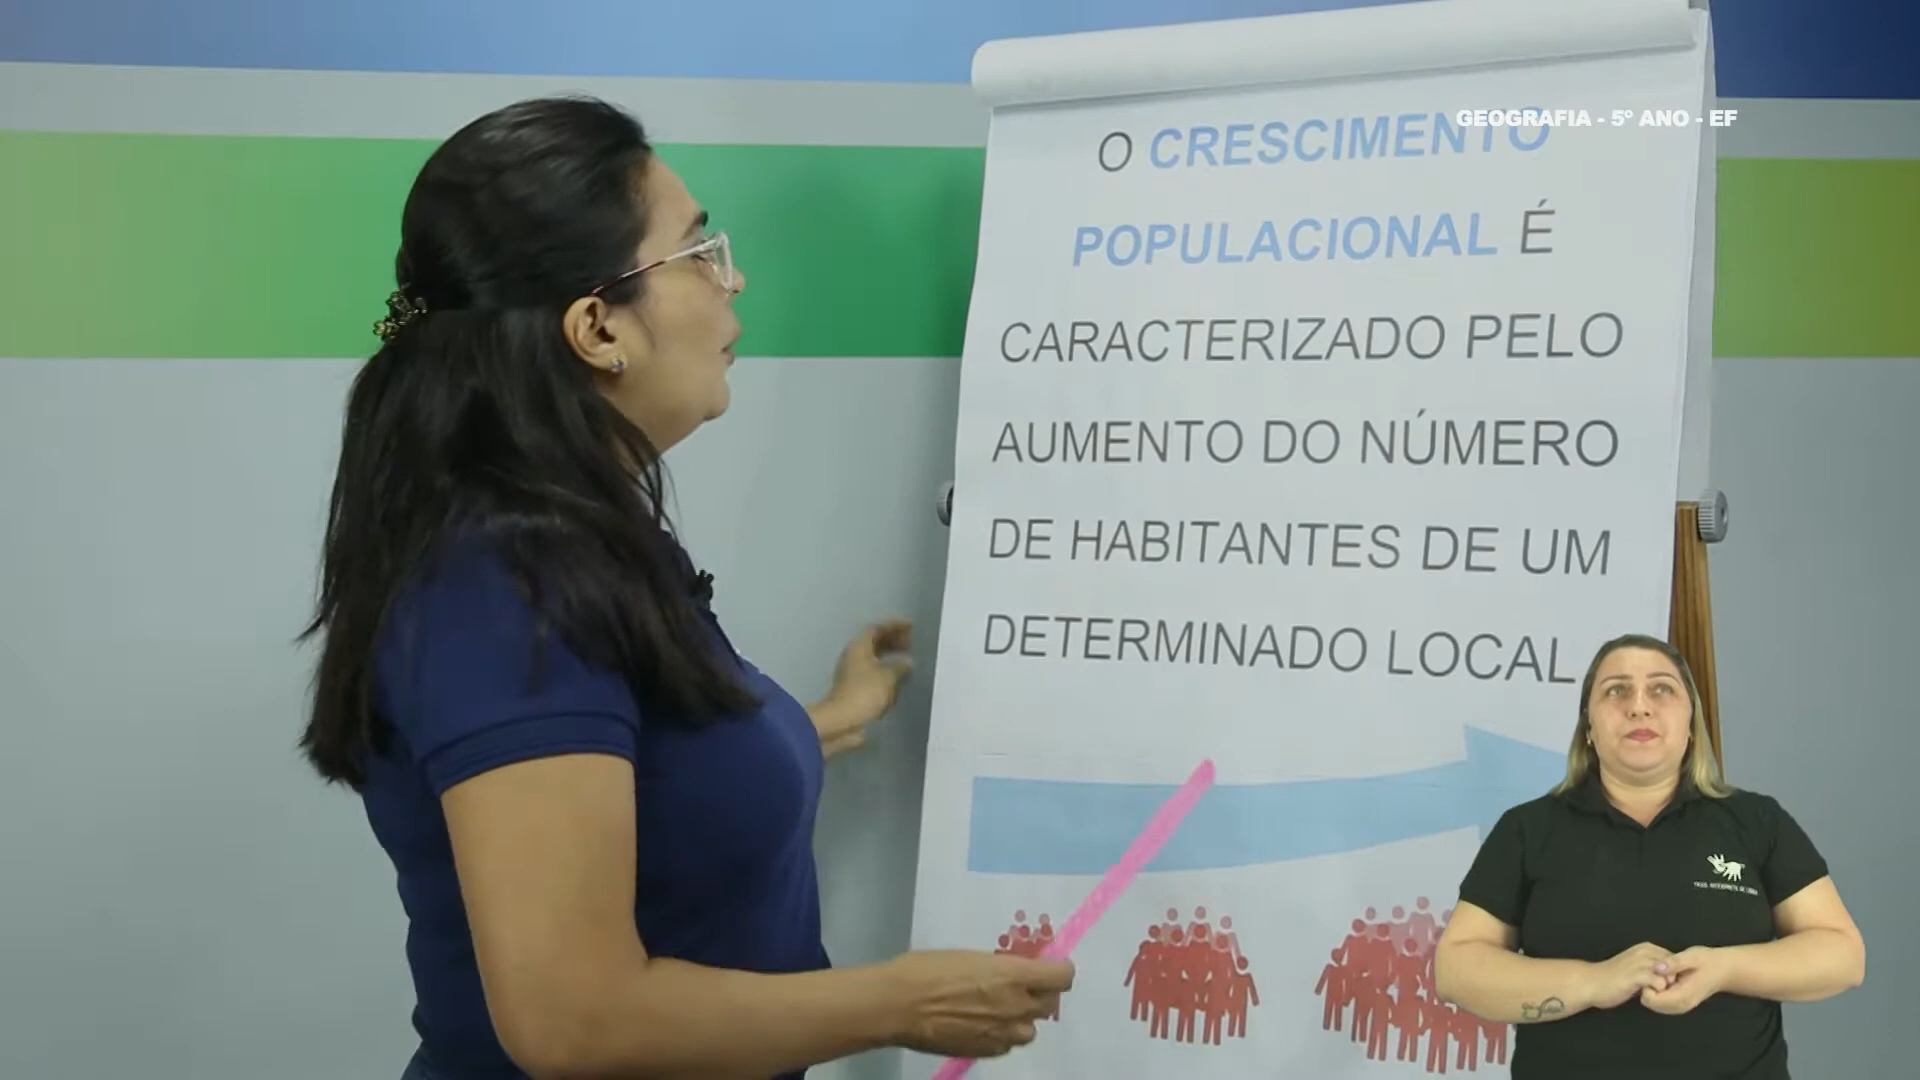 GEOGRAFIA - 5º ANO - EF
O CRESCIMENTO
POPULACIONAL É
CARACTERIZADO PELO
AUMENTO DO NÚMERO
DE HABITANTES DE UM
DETERMINADO LOCAL